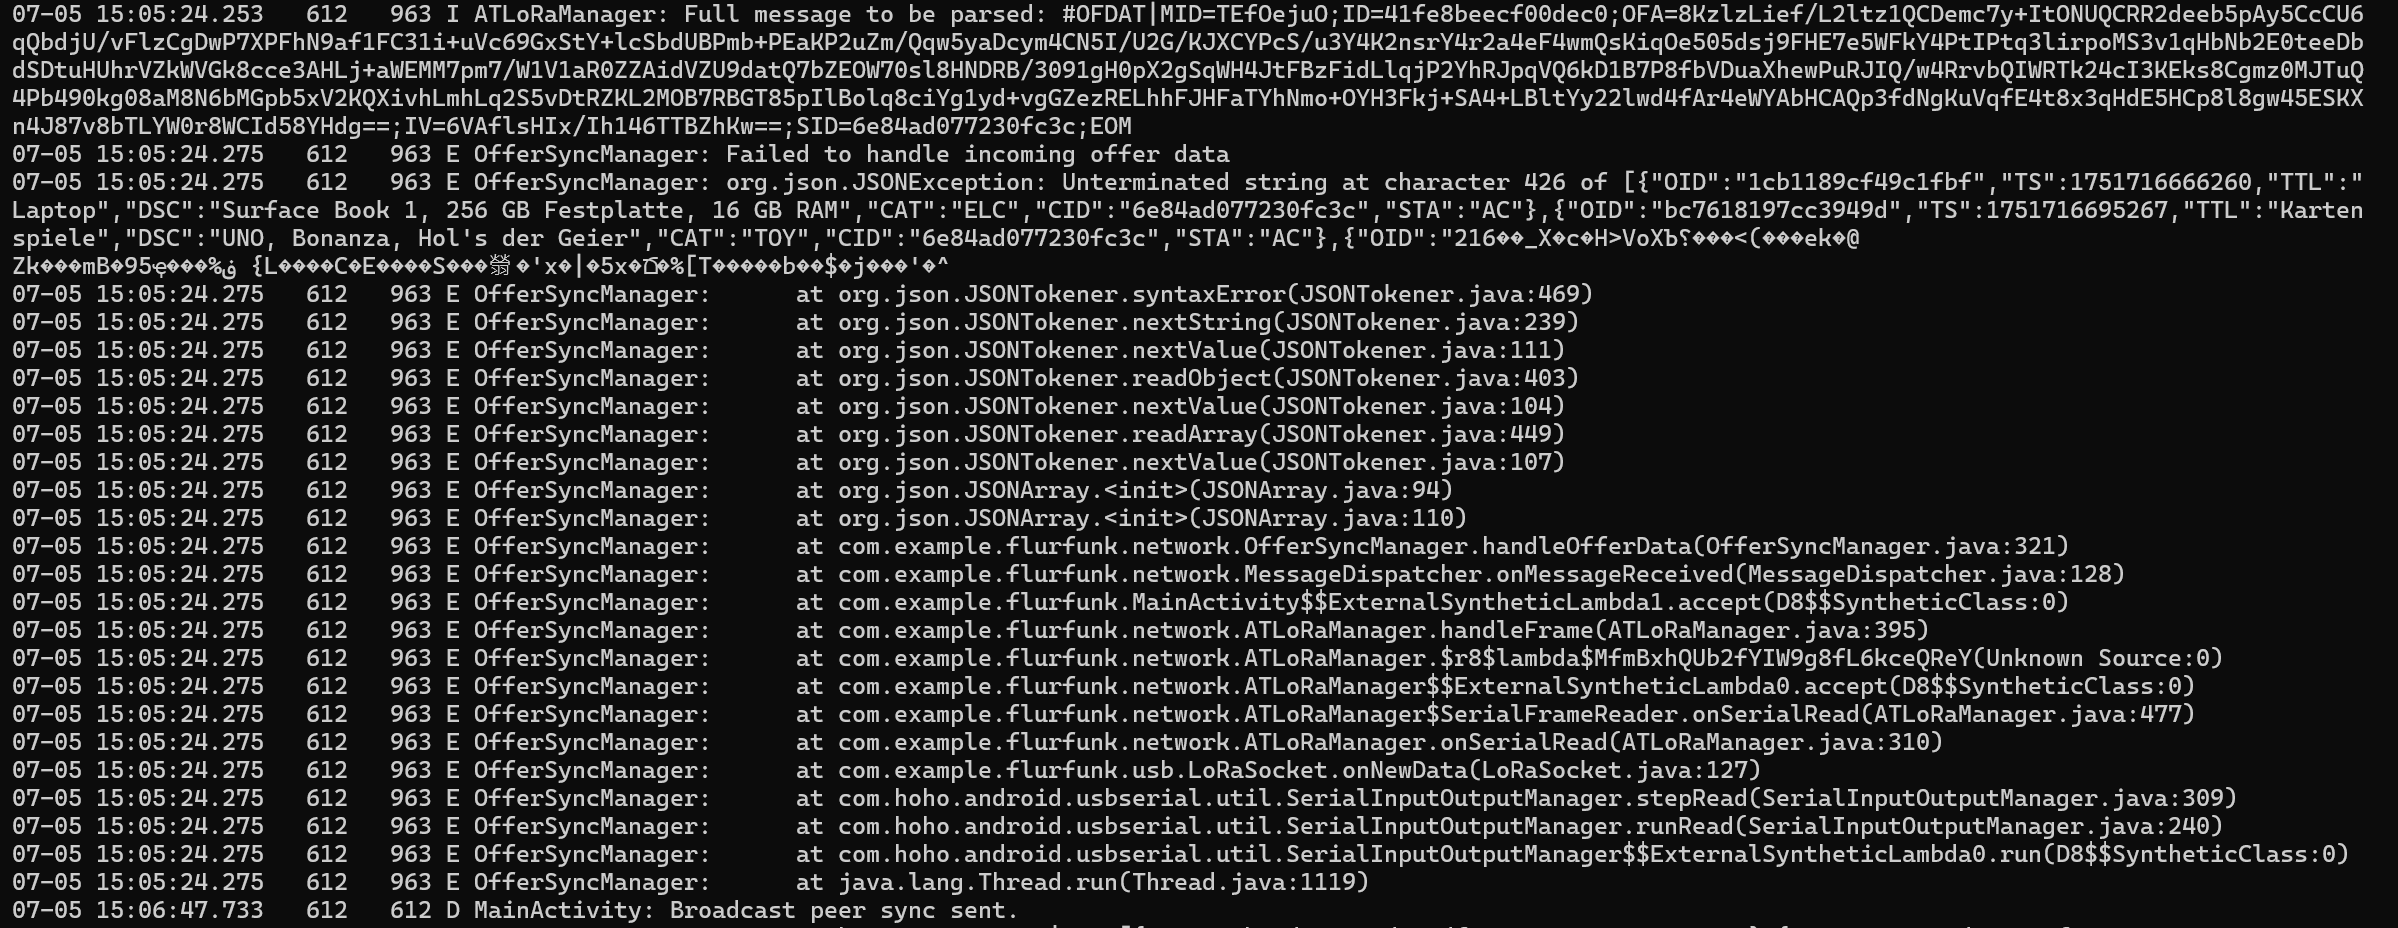 07-05 15:05:24.253   612   963 I ATLoRaManager: Full message to be parsed: #OFDAT|MID=TEfOejuO;ID=41fe8beecf00dec0;OFA=8KzlzLief/L2ltz1QCDemc7y+ItONUQCRR2deeb5pAy5CcCU6
qQbdjU/vFlzCgDwP7XPFhN9af1FC31i+uVc69GxStY+lcSbdUBPmb+PEaKP2uZm/Qqw5yaDcym4CN5I/U2G/KJXCYPcS/u3Y4K2nsrY4r2a4eF4wmQsKiqOe505dsj9FHE7e5WFkY4PtIPtq3lirpoMS3v1qHbNb2E0teeDb
dSDtuHUhrVZkWVGk8cce3AHLj+aWEMM7pm7/W1V1aR0ZZAidVZU9datQ7bZEOW70sl8HNDRB/3091gH0pX2gSqWH4JtFBzFidLlqjP2YhRJpqVQ6kD1B7P8fbVDuaXhewPuRJIQ/w4RrvbQIWRTk24cI3KEks8Cgmz0MJTuQ
4Pb490kg08aM8N6bMGpb5xV2KQXivhLmhLq2S5vDtRZKL2MOB7RBGT85pIlBolq8ciYg1yd+vgGZezRELhhFJHFaTYhNmo+OYH3Fkj+SA4+LBltYy22lwd4fAr4eWYAbHCAQp3fdNgKuVqfE4t8x3qHdE5HCp8l8gw45ESKX
n4J87v8bTLYW0r8WCId58YHdg==;IV=6VAflsHIx/Ih146TTBZhKw==;SID=6e84ad077230fc3c;EOM
07-05 15:05:24.275   612   963 E OfferSyncManager: Failed to handle incoming offer data
07-05 15:05:24.275   612   963 E OfferSyncManager: org.json.JSONException: Unterminated string at character 426 of [{"OID":"1cb1189cf49c1fbf","TS":1751716666260,"TTL":"
Laptop","DSC":"Surface Book 1, 256 GB Festplatte, 16 GB RAM","CAT":"ELC","CID":"6e84ad077230fc3c","STA":"AC"},{"OID":"bc7618197cc3949d","TS":1751716695267,"TTL":"Karten
spiele","DSC":"UNO, Bonanza, Hol's der Geier","CAT":"TOY","CID":"6e84ad077230fc3c","STA":"AC"},{"OID":"216��_X�c�H>VoXЪ؟���<(���ek�@
Zk���mB�95���%ڧ {L����C�E����S��� �'x�|�5x� �%[T�����b��$�j���'�^
07-05 15:05:24.275   612   963 E OfferSyncManager:      at org.json.JSONTokener.syntaxError(JSONTokener.java:469)
07-05 15:05:24.275   612   963 E OfferSyncManager:      at org.json.JSONTokener.nextString(JSONTokener.java:239)
07-05 15:05:24.275   612   963 E OfferSyncManager:      at org.json.JSONTokener.nextValue(JSONTokener.java:111)
07-05 15:05:24.275   612   963 E OfferSyncManager:      at org.json.JSONTokener.readObject(JSONTokener.java:403)
07-05 15:05:24.275   612   963 E OfferSyncManager:      at org.json.JSONTokener.nextValue(JSONTokener.java:104)
07-05 15:05:24.275   612   963 E OfferSyncManager:      at org.json.JSONTokener.readArray(JSONTokener.java:449)
07-05 15:05:24.275   612   963 E OfferSyncManager:      at org.json.JSONTokener.nextValue(JSONTokener.java:107)
07-05 15:05:24.275   612   963 E OfferSyncManager:      at org.json.JSONArray.<init>(JSONArray.java:94)
07-05 15:05:24.275   612   963 E OfferSyncManager:      at org.json.JSONArray.<init>(JSONArray.java:110)
07-05 15:05:24.275   612   963 E OfferSyncManager:      at com.example.flurfunk.network.OfferSyncManager.handleOfferData(OfferSyncManager.java:321)
07-05 15:05:24.275   612   963 E OfferSyncManager:      at com.example.flurfunk.network.MessageDispatcher.onMessageReceived(MessageDispatcher.java:128)
07-05 15:05:24.275   612   963 E OfferSyncManager:      at com.example.flurfunk.MainActivity$$ExternalSyntheticLambda1.accept(D8$$SyntheticClass:0)
07-05 15:05:24.275   612   963 E OfferSyncManager:      at com.example.flurfunk.network.ATLoRaManager.handleFrame(ATLoRaManager.java:395)
07-05 15:05:24.275   612   963 E OfferSyncManager:      at com.example.flurfunk.network.ATLoRaManager.$r8$lambda$MfmBxhQUb2fYIW9g8fL6kceQReY(Unknown Source:0)
07-05 15:05:24.275   612   963 E OfferSyncManager:      at com.example.flurfunk.network.ATLoRaManager$$ExternalSyntheticLambda0.accept(D8$$SyntheticClass:0)
07-05 15:05:24.275   612   963 E OfferSyncManager:      at com.example.flurfunk.network.ATLoRaManager$SerialFrameReader.onSerialRead(ATLoRaManager.java:477)
07-05 15:05:24.275   612   963 E OfferSyncManager:      at com.example.flurfunk.network.ATLoRaManager.onSerialRead(ATLoRaManager.java:310)
07-05 15:05:24.275   612   963 E OfferSyncManager:      at com.example.flurfunk.usb.LoRaSocket.onNewData(LoRaSocket.java:127)
07-05 15:05:24.275   612   963 E OfferSyncManager:      at com.hoho.android.usbserial.util.SerialInputOutputManager.stepRead(SerialInputOutputManager.java:309)
07-05 15:05:24.275   612   963 E OfferSyncManager:      at com.hoho.android.usbserial.util.SerialInputOutputManager.runRead(SerialInputOutputManager.java:240)
07-05 15:05:24.275   612   963 E OfferSyncManager:      at com.hoho.android.usbserial.util.SerialInputOutputManager$$ExternalSyntheticLambda0.run(D8$$SyntheticClass:0)
07-05 15:05:24.275   612   963 E OfferSyncManager:      at java.lang.Thread.run(Thread.java:1119)
07-05 15:06:47.733   612   612 D MainActivity: Broadcast peer sync sent.